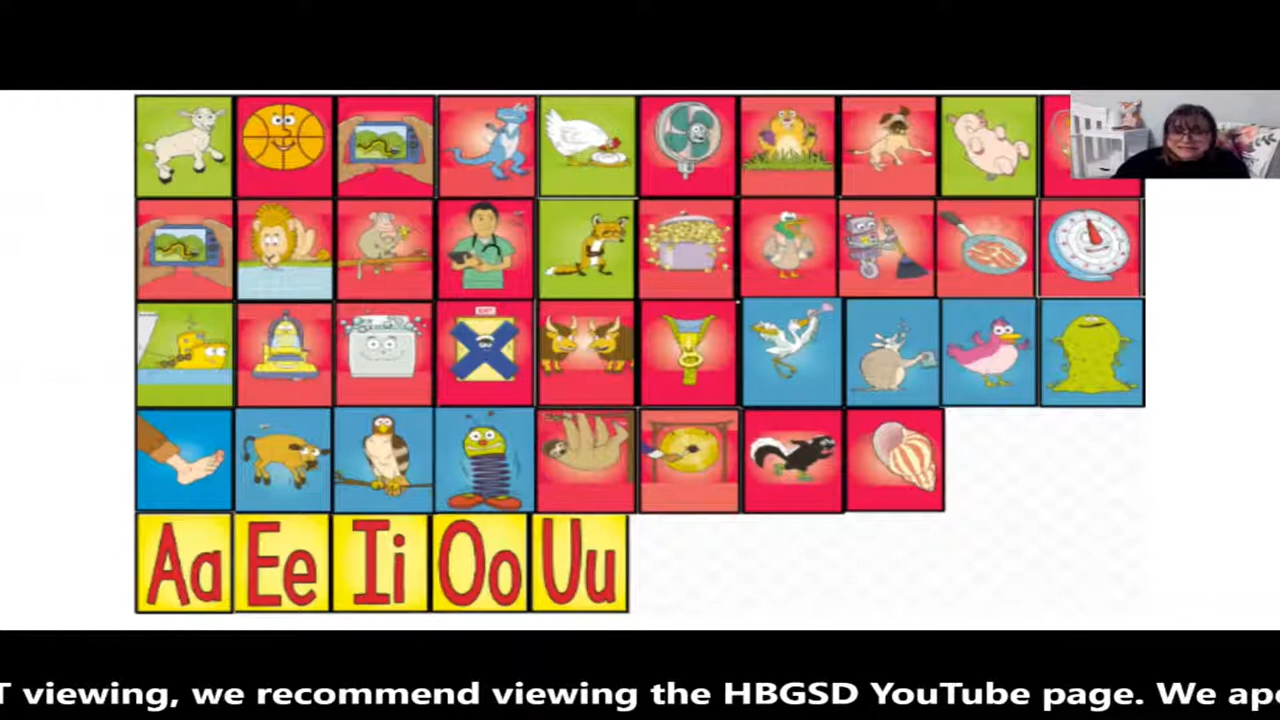 Aa Ee Ii Oo Uu
T viewing, we recommend viewing the HBGSD YouTube page. We apo